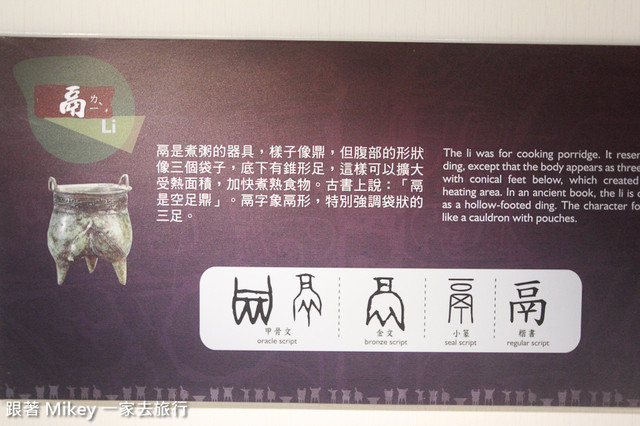 鬲
ㄌㄧˋ
Li
鬲是煮粥的器具，樣子像鼎，但腹部的形狀
像三個袋子，底下有錐形足，這樣可以擴大
受熱面積，加快煮熟食物。古書上說：「鬲
是空足鼎」。鬲字象鬲形，特別強調袋狀的
三足。
The li was for cooking porridge. It resem
ding, except that the body appears as three
with conical feet below, which created
heating area. In an ancient book, the li is d
as a hollow-footed ding. The character fo
like a cauldron with pouches.
鬲
甲骨文
oracle script
金文
bronze script
小篆
seal script
楷書
regular script
跟著 Mikey 一家去旅行